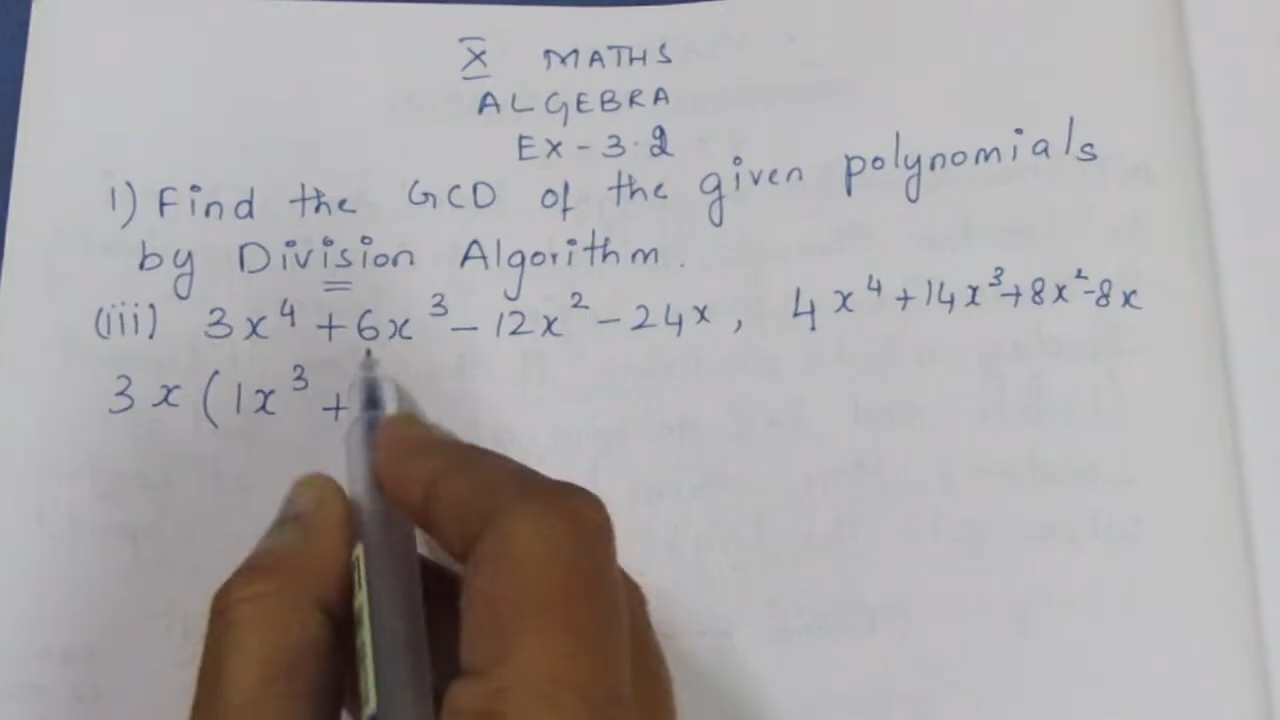 X MATHS
ALGEBRA
EX - 3.2
1) Find the GCD of the given polynomials
by Division Algorithm.
(iii) 3x⁴ + 6x³ - 12x² - 24x, 4x⁴ + 14x³ + 8x² - 8x
3x (1x³ +